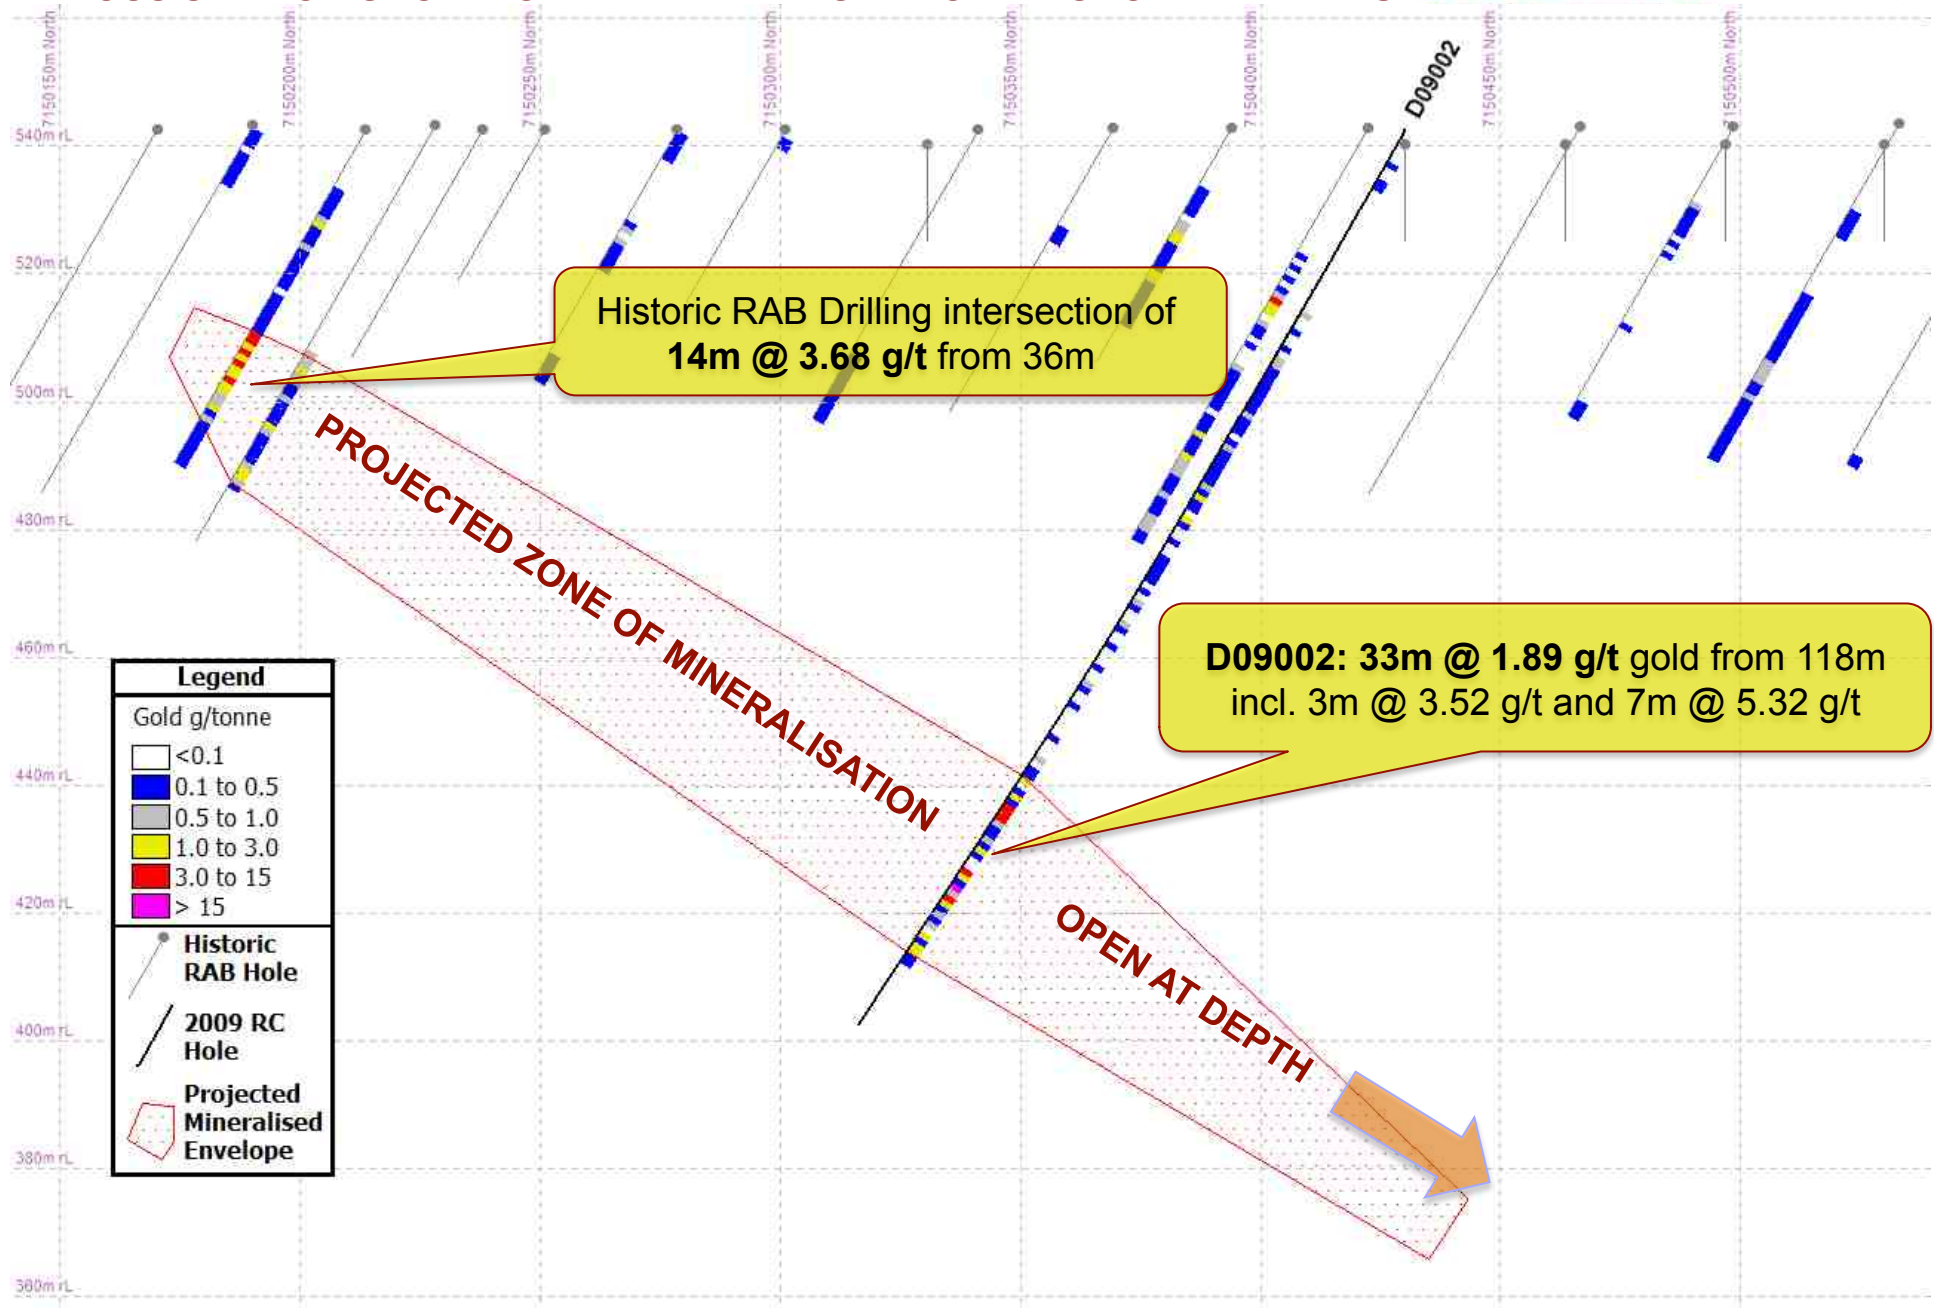 7150150m North
7150200m North
7150250m North
7150300m North
7150350m North
7150400m North
7150450m North
7150500m North
D09002
540m rL
520m rL
500m rL
480m rL
460m rL
440m rL
420m rL
400m rL
380m rL
360m rL
Historic RAB Drilling intersection of
14m @ 3.68 g/t from 36m
PROJECTED ZONE OF MINERALISATION
D09002: 33m @ 1.89 g/t gold from 118m
incl. 3m @ 3.52 g/t and 7m @ 5.32 g/t
OPEN AT DEPTH
Legend
Gold g/tonne
<0.1
0.1 to 0.5
0.5 to 1.0
1.0 to 3.0
3.0 to 15
> 15
Historic
RAB Hole
2009 RC
Hole
Projected
Mineralised
Envelope